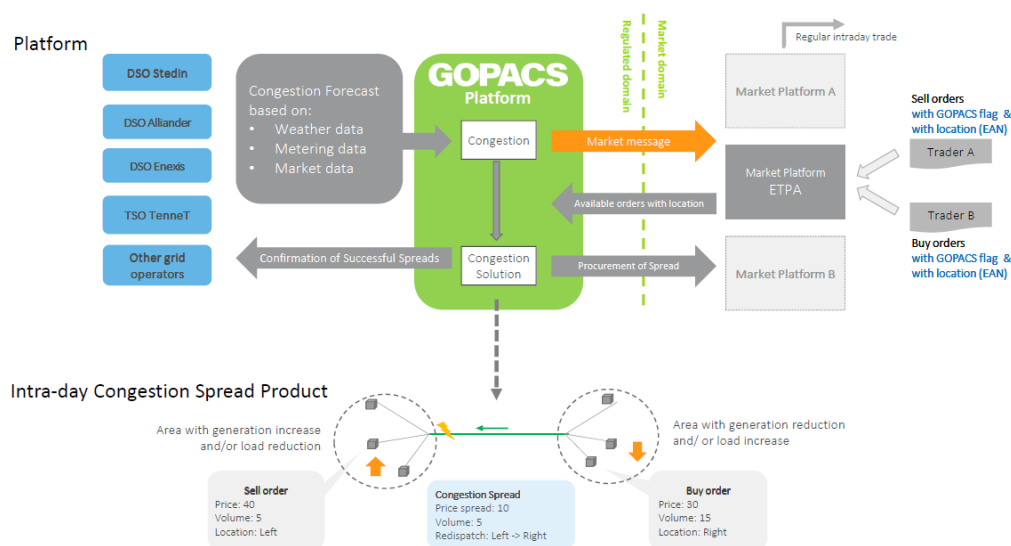 Platform
DSO Stedin
DSO Alliander
DSO Enexis
TSO TenneT
Other grid
operators
Congestion Forecast
based on:
• Weather data
• Metering data
• Market data
GOPACS
Platform
Congestion
Congestion
Solution
Confirmation of Successful Spreads
Regulated domain
Market domain
Market message
Available orders with location
Procurement of Spread
Regular intraday trade
Market Platform A
Market Platform
ETPA
Market Platform B
Sell orders
with GOPACS flag &
with location (EAN)
Trader A
Trader B
Buy orders
with GOPACS flag &
with location (EAN)
Intra-day Congestion Spread Product
Area with generation increase
and/or load reduction
Area with generation reduction
and/ or load increase
Sell order
Price: 40
Volume: 5
Location: Left
Congestion Spread
Price spread: 10
Volume: 5
Redispatch: Left -> Right
Buy order
Price: 30
Volume: 15
Location: Right